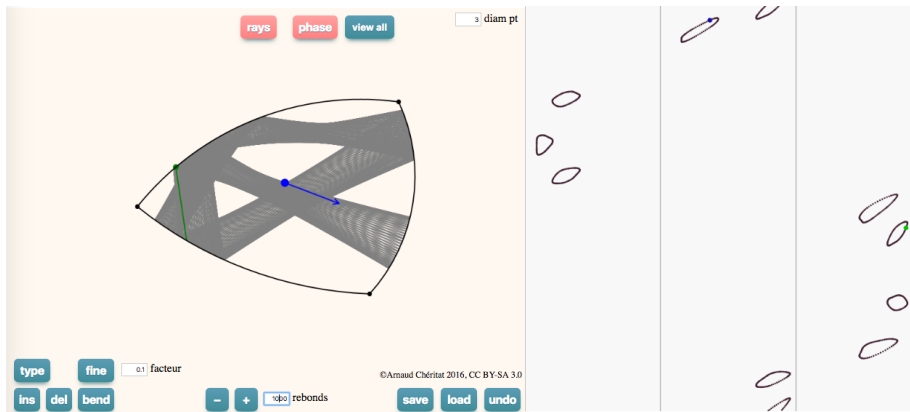 rays phase view all 3 diam pt
type fine 0.1 facteur
©Arnaud Chéritat 2016, CC BY-SA 3.0
ins del bend - + 1000 rebonds save load undo